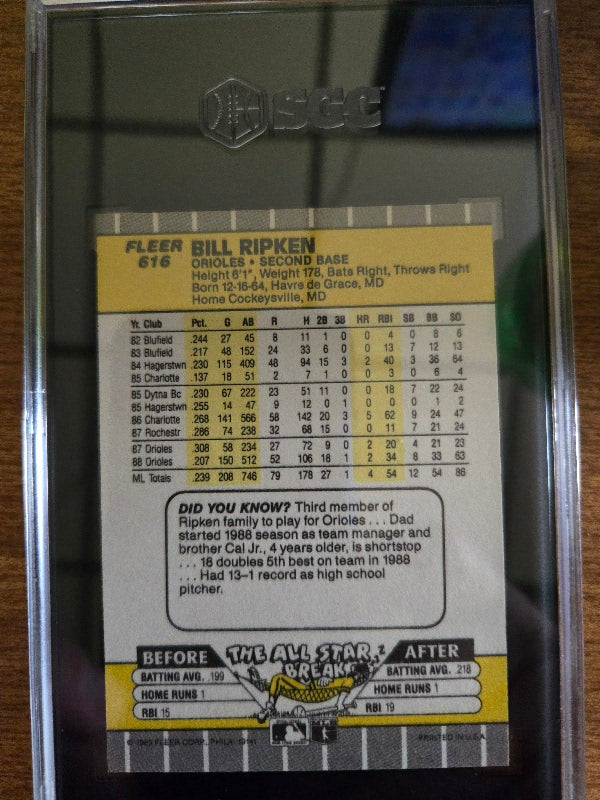 SGC
FLEER 616
BILL RIPKEN
ORIOLES • SECOND BASE
Height 6'1", Weight 178, Bats Right, Throws Right
Born 12-16-64, Havre de Grace, MD
Home Cockeysville, MD
Yr. Club Pct. G AB R H 2B 3B HR RBI SB BB SO
82 Blufield .244 27 45 8 11 1 0 0 4 0 8 6
83 Blufield .217 48 152 24 33 6 0 0 13 7 12 13
84 Hagerstwn .230 115 409 48 94 15 3 2 40 3 36 64
85 Charlotte .137 18 51 2 7 1 0 0 3 0 6 4
85 Dytna Bc .230 67 222 23 51 11 0 0 18 7 22 24
85 Hagerstwn .255 14 47 9 12 0 1 0 0 0 1 2
86 Charlotte .268 141 566 58 142 20 3 5 62 9 24 47
87 Rochestr .286 74 238 32 68 15 0 0 11 7 21 24
87 Orioles .308 58 234 27 72 9 0 2 20 4 21 23
88 Orioles .207 150 512 52 106 18 1 2 34 8 33 63
ML Totals .239 208 746 79 178 27 1 4 54 12 54 86
DID YOU KNOW? Third member of
Ripken family to play for Orioles . . . Dad
started 1988 season as team manager and
brother Cal Jr., 4 years older, is shortstop
. . . 18 doubles 5th best on team in 1988
. . . Had 13-1 record as high school
pitcher.
THE ALL STAR BREAK
BEFORE
BATTING AVG. .199
HOME RUNS 1
RBI 15
AFTER
BATTING AVG. .218
HOME RUNS 1
RBI 19
© 1989 FLEER CORP., PHILA. 19141
PRINTED IN U.S.A.